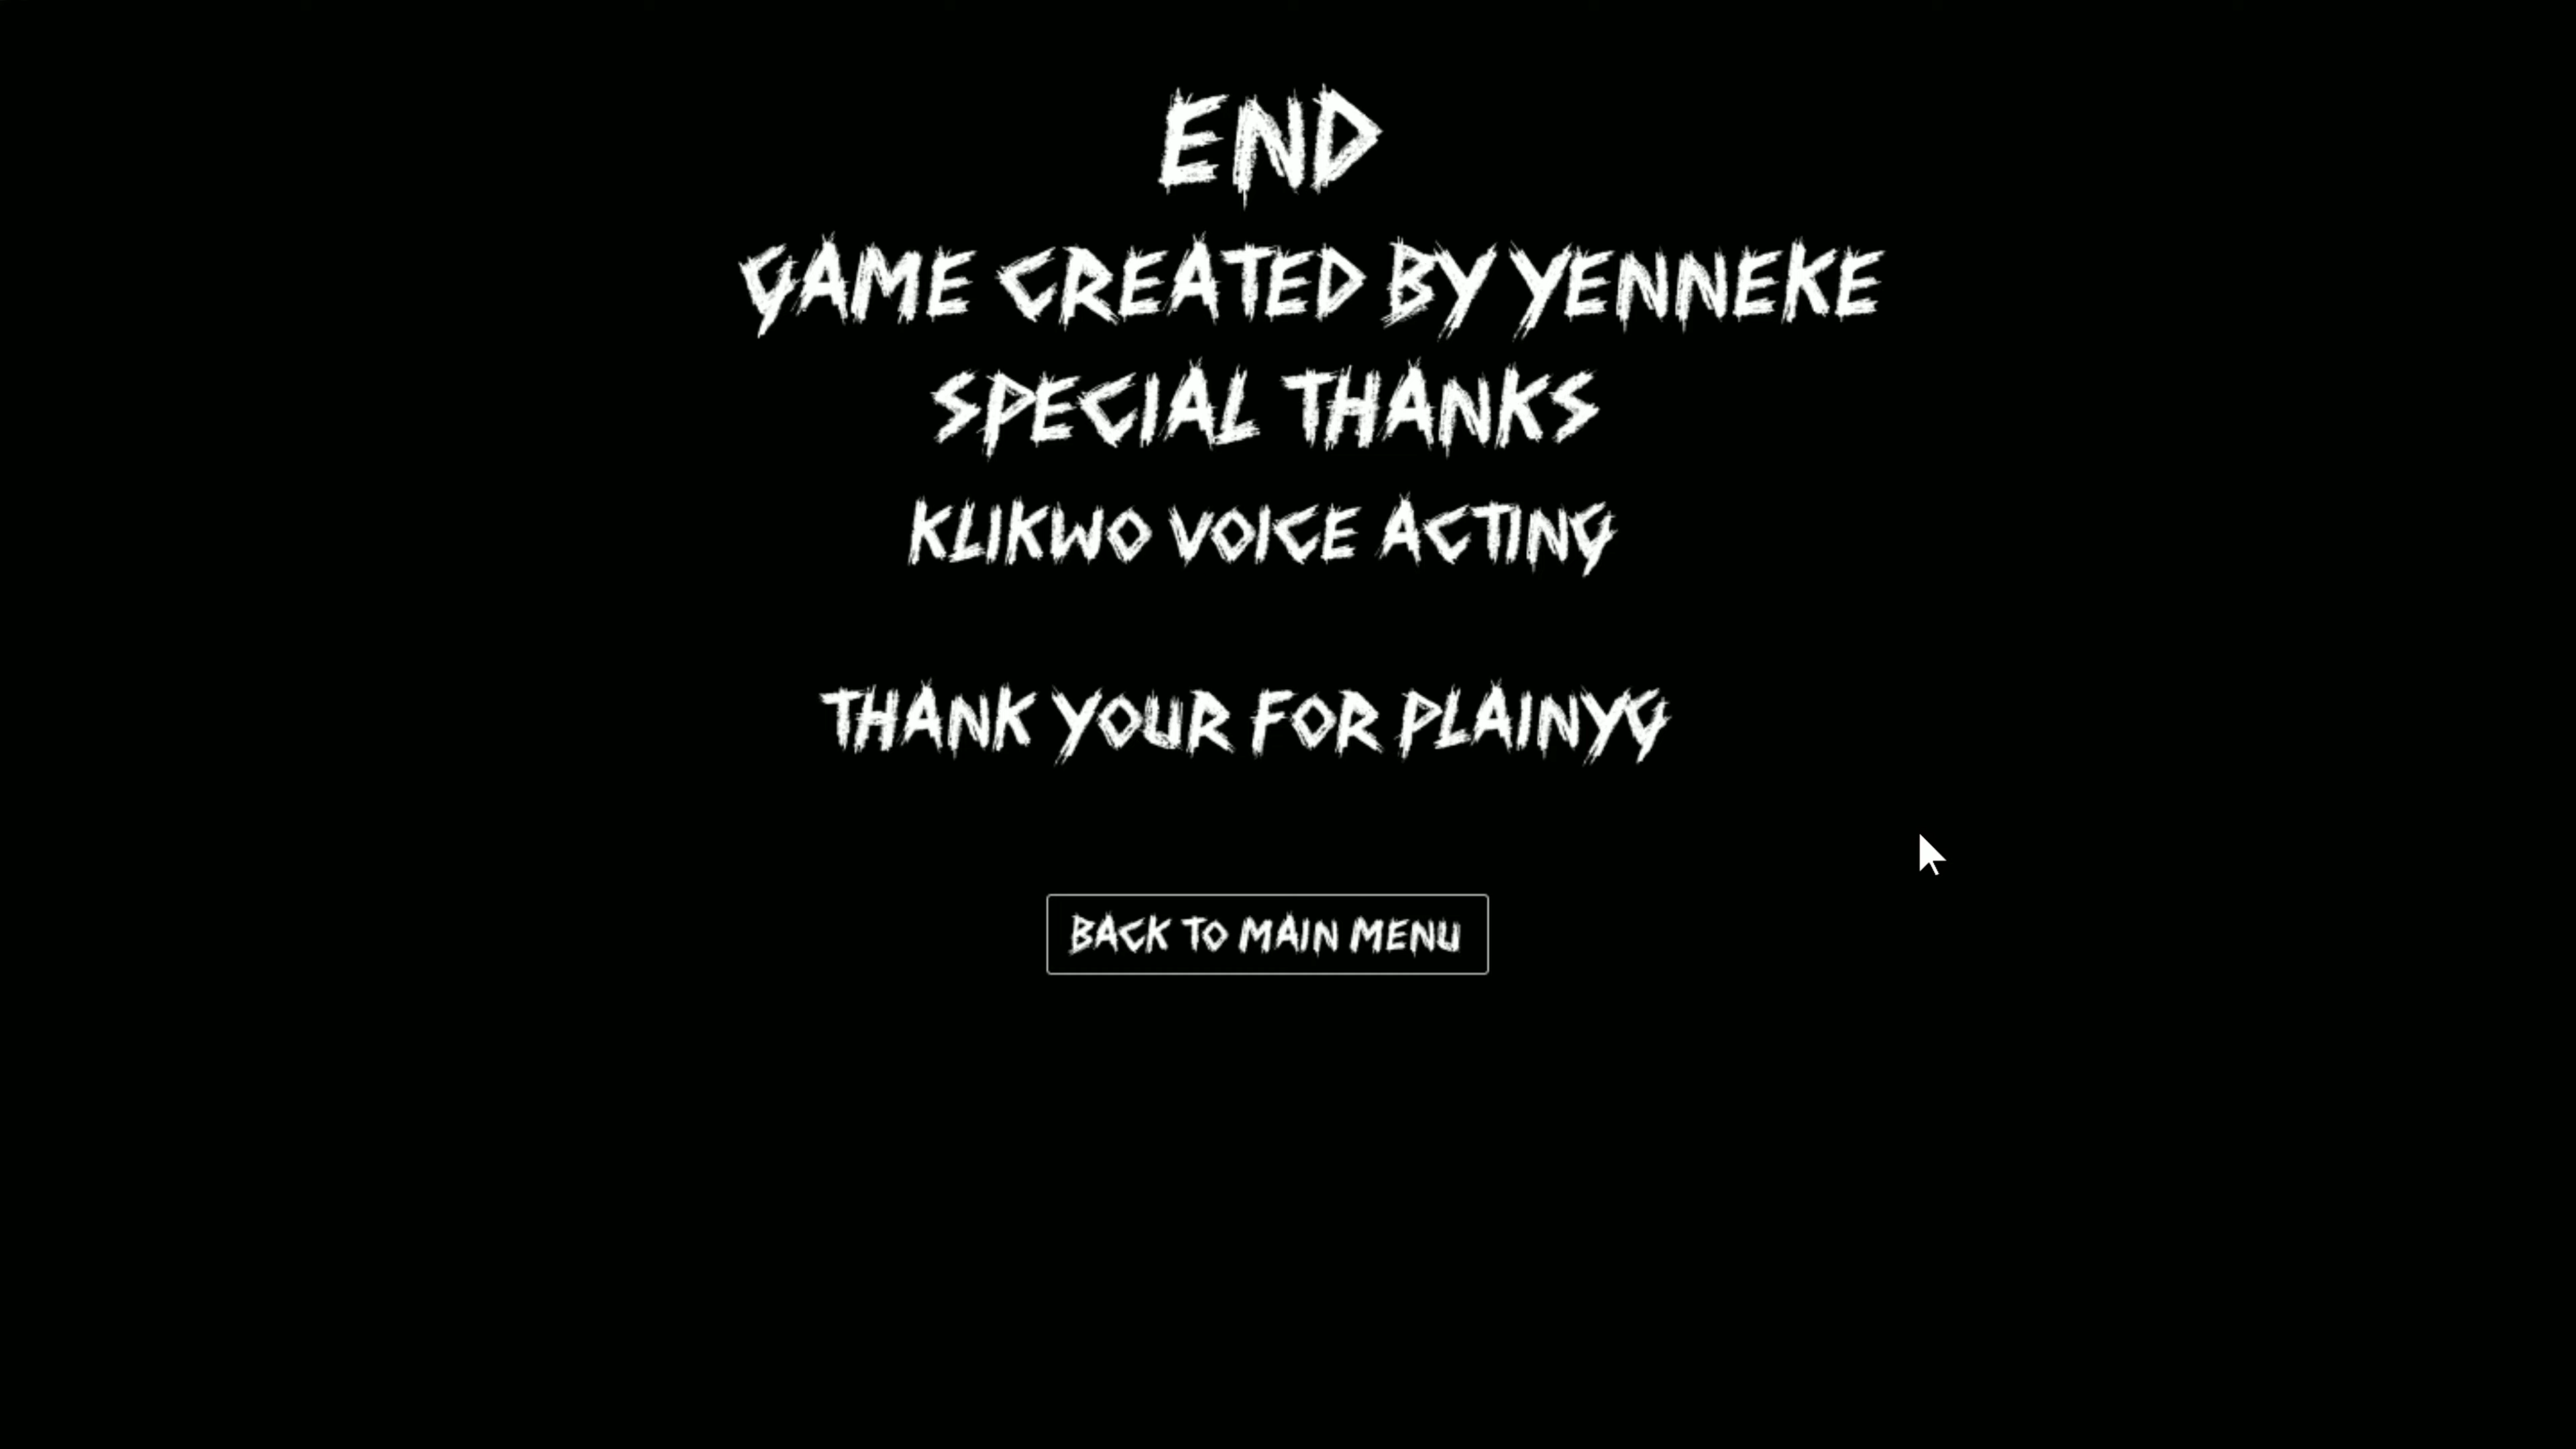 END
GAME CREATED BY YENNEKE
SPECIAL THANKS
KLIKWO VOICE ACTING
THANK YOUR FOR PLAINYG
BACK TO MAIN MENU